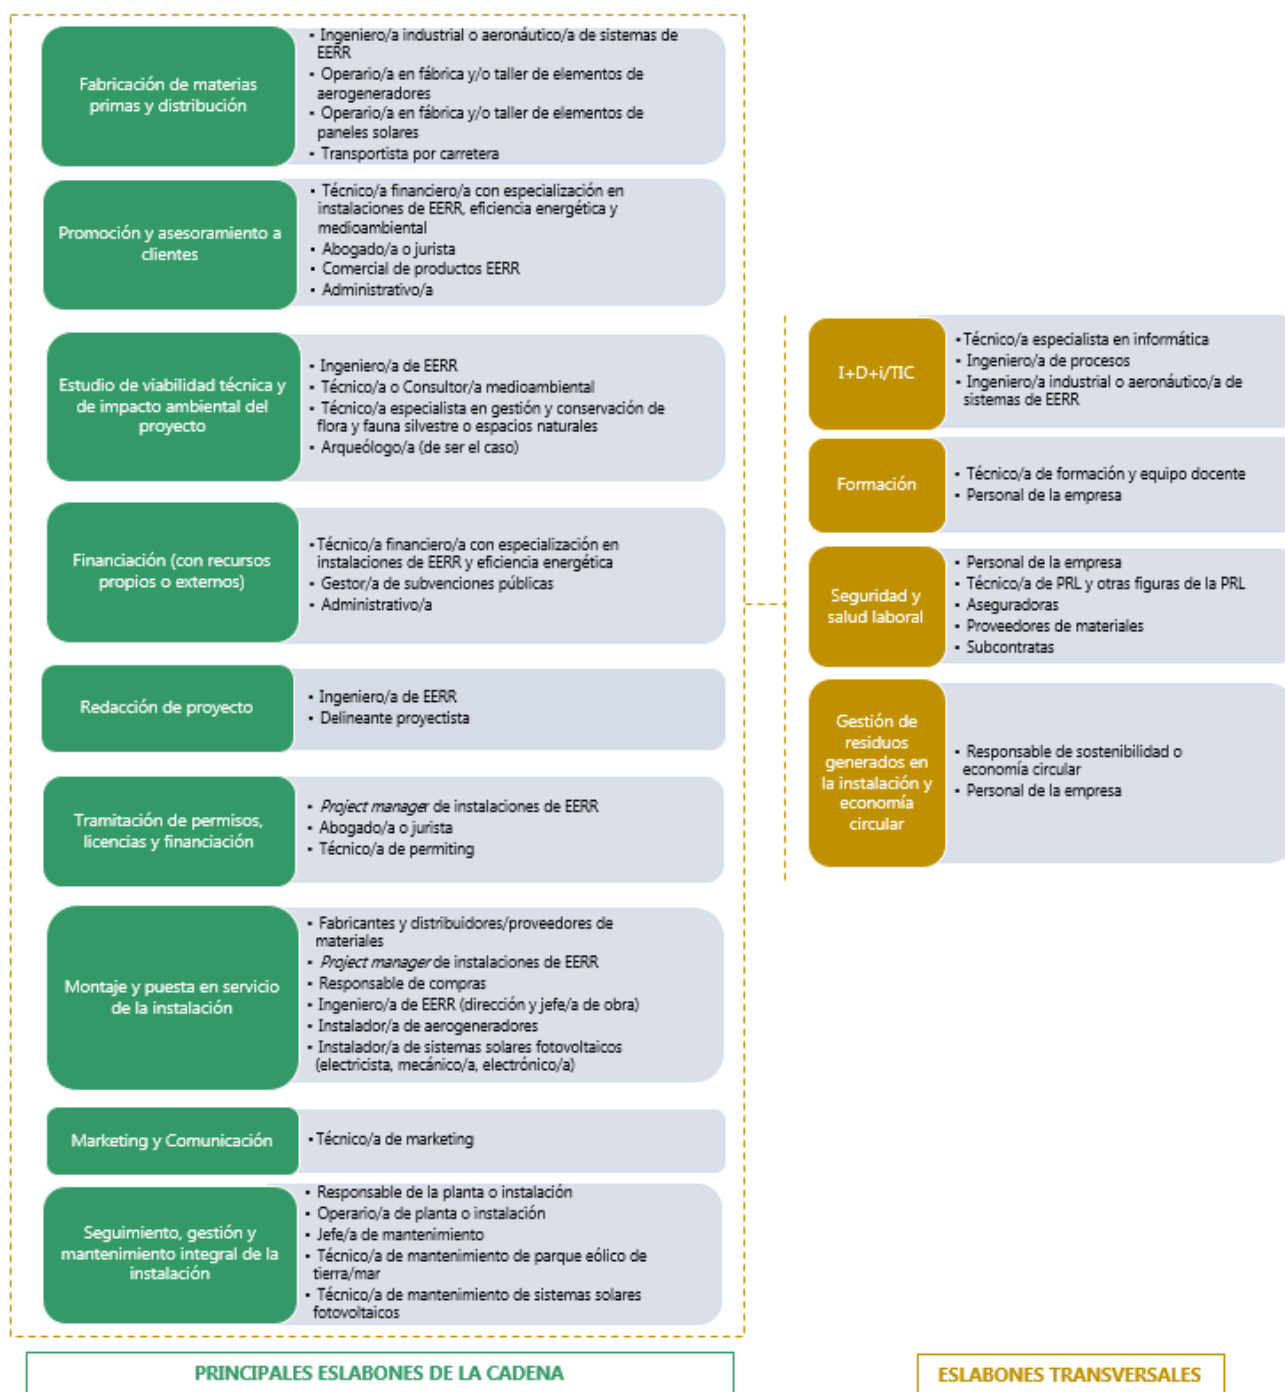 Fabricación de materias
primas y distribución
▪ Ingeniero/a industrial o aeronáutico/a de sistemas de
EERR
▪ Operario/a en fábrica y/o taller de elementos de
aerogeneradores
▪ Operario/a en fábrica y/o taller de elementos de
paneles solares
▪ Transportista por carretera
Promoción y asesoramiento a
clientes
▪ Técnico/a financiero/a con especialización en
instalaciones de EERR, eficiencia energética y
medioambiental
▪ Abogado/a o jurista
▪ Comercial de productos EERR
▪ Administrativo/a
Estudio de viabilidad técnica y
de impacto ambiental del
proyecto
▪ Ingeniero/a de EERR
▪ Técnico/a o Consultor/a medioambiental
▪ Técnico/a especialista en gestión y conservación de
flora y fauna silvestre o espacios naturales
▪ Arqueólogo/a (de ser el caso)
Financiación (con recursos
propios o externos)
▪ Técnico/a financiero/a con especialización en
instalaciones de EERR y eficiencia energética
▪ Gestor/a de subvenciones públicas
▪ Administrativo/a
Redacción de proyecto
▪ Ingeniero/a de EERR
▪ Delineante proyectista
Tramitación de permisos,
licencias y financiación
▪ Project manager de instalaciones de EERR
▪ Abogado/a o jurista
▪ Técnico/a de permiting
Montaje y puesta en servicio
de la instalación
▪ Fabricantes y distribuidores/proveedores de
materiales
▪ Project manager de instalaciones de EERR
▪ Responsable de compras
▪ Ingeniero/a de EERR (dirección y jefe/a de obra)
▪ Instalador/a de aerogeneradores
▪ Instalador/a de sistemas solares fotovoltaicos
(electricista, mecánico/a, electrónico/a)
Marketing y Comunicación
▪ Técnico/a de marketing
Seguimiento, gestión y
mantenimiento integral de la
instalación
▪ Responsable de la planta o instalación
▪ Operario/a de planta o instalación
▪ Jefe/a de mantenimiento
▪ Técnico/a de mantenimiento de parque eólico de
tierra/mar
▪ Técnico/a de mantenimiento de sistemas solares
fotovoltaicos
PRINCIPALES ESLABONES DE LA CADENA
I+D+i/TIC
▪ Técnico/a especialista en informática
▪ Ingeniero/a de procesos
▪ Ingeniero/a industrial o aeronáutico/a de
sistemas de EERR
Formación
▪ Técnico/a de formación y equipo docente
▪ Personal de la empresa
Seguridad y
salud laboral
▪ Personal de la empresa
▪ Técnico/a de PRL y otras figuras de la PRL
▪ Aseguradoras
▪ Proveedores de materiales
▪ Subcontratas
Gestión de
residuos
generados en
la instalación y
economía
circular
▪ Responsable de sostenibilidad o
economía circular
▪ Personal de la empresa
ESLABONES TRANSVERSALES